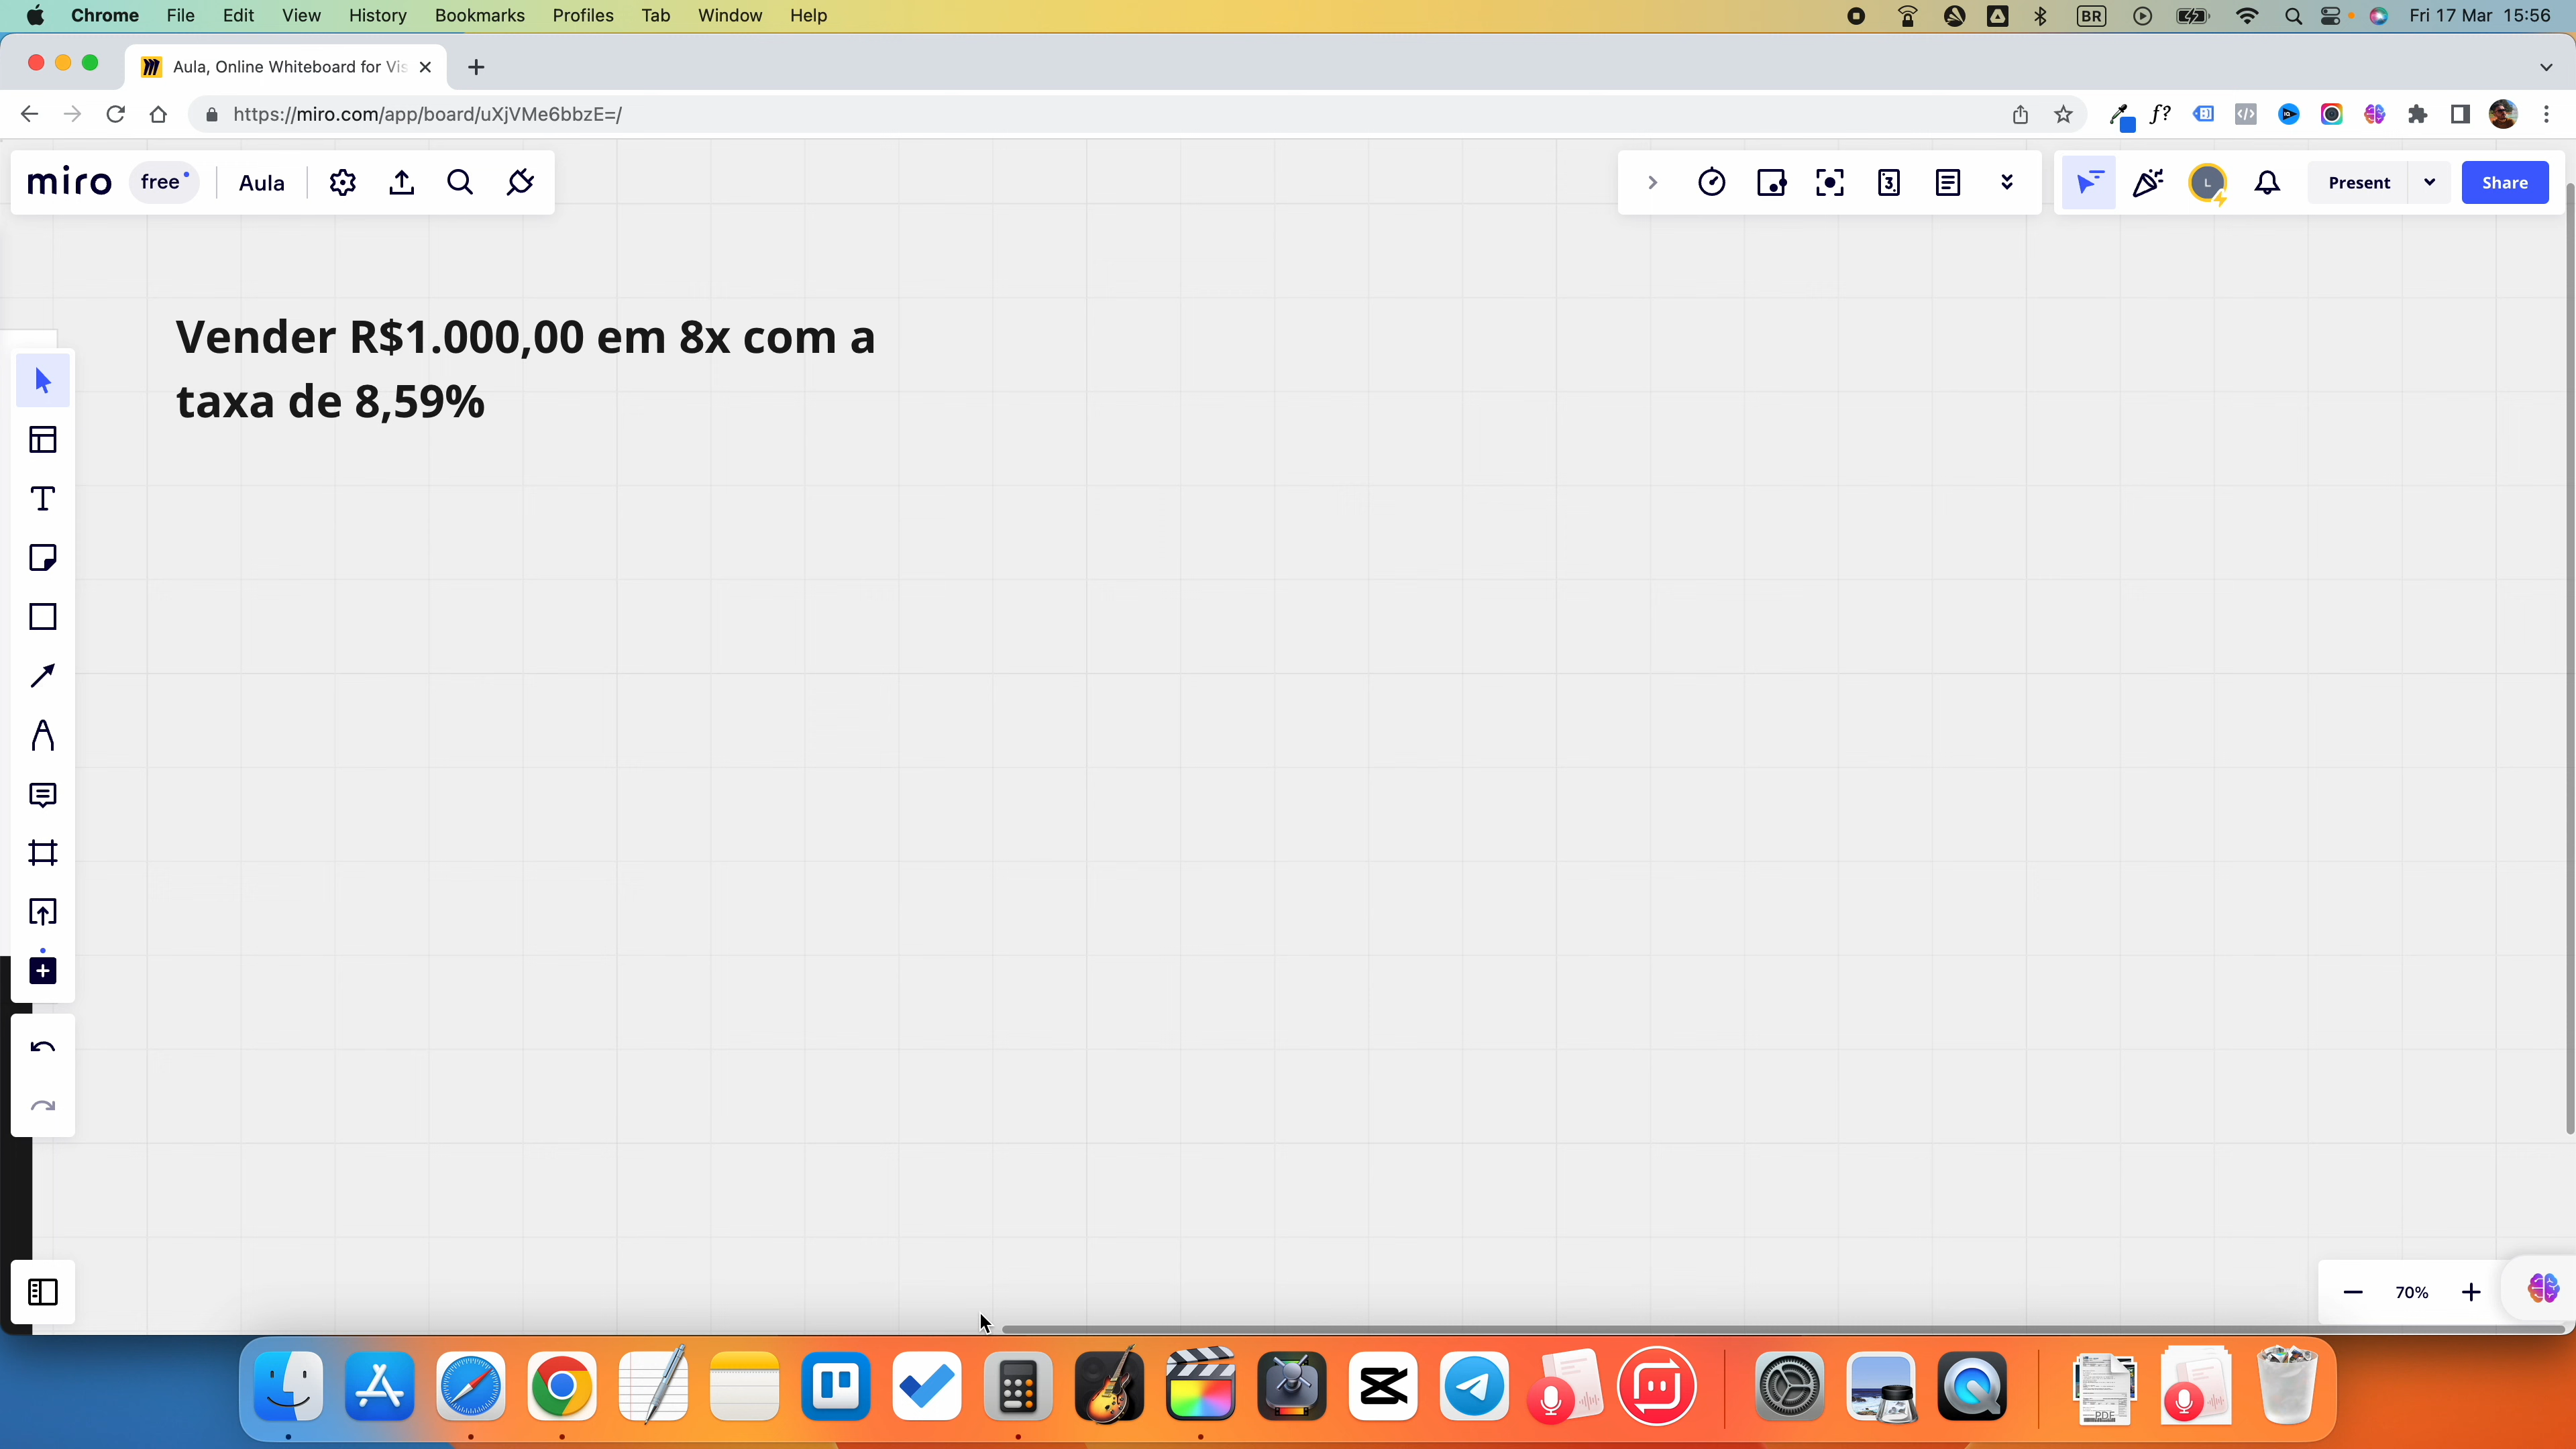 Chrome File Edit View History Bookmarks Profiles Tab Window Help BR Fri 17 Mar 15:56
Aula, Online Whiteboard for Vis
https://miro.com/app/board/uXjVMe6bbzE=/ f?
miro free Aula 3 L Present Share
Vender R$1.000,00 em 8x com a
taxa de 8,59%
70%
PDF